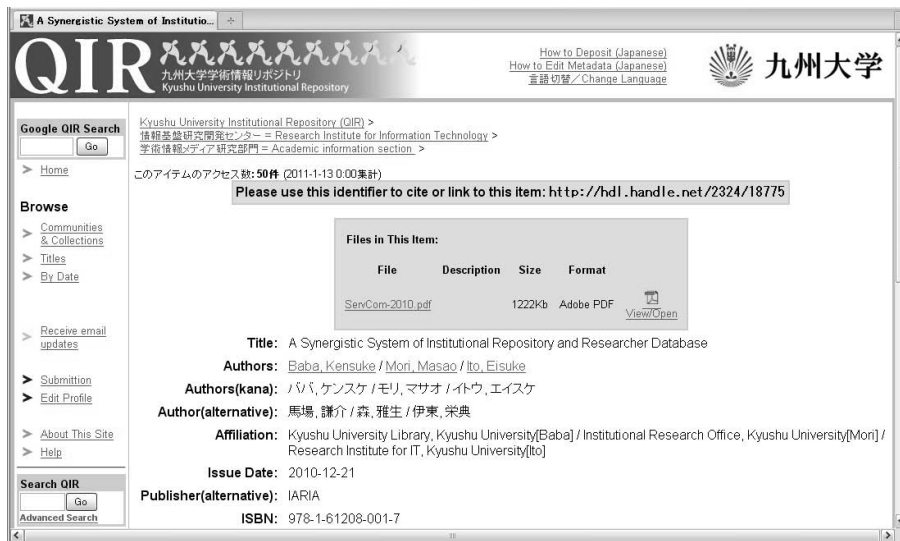 A Synergistic System of Institutio...
QIR
九州大学学術情報リポジトリ
Kyushu University Institutional Repository
How to Deposit (Japanese)
How to Edit Metadata (Japanese)
言語切替／Change Language
九州大学
Google QIR Search
Go
> Home
Browse
> Communities
& Collections
> Titles
> By Date
> Receive email
updates
> Submittion
> Edit Profile
> About This Site
> Help
Search QIR
Go
Advanced Search
Kyushu University Institutional Repository (QIR) >
情報基盤研究開発センター = Research Institute for Information Technology >
学術情報メディア研究部門 = Academic information section >
このアイテムのアクセス数:50件 (2011-1-13 0:00集計)
Please use this identifier to cite or link to this item: http://hdl.handle.net/2324/18775
Files in This Item:
File Description Size Format
ServCom-2010.pdf 1222Kb Adobe PDF View/Open
Title: A Synergistic System of Institutional Repository and Researcher Database
Authors: Baba, Kensuke / Mori, Masao / Ito, Eisuke
Authors(kana): ババ, ケンスケ / モリ, マサオ / イトウ, エイスケ
Author(alternative): 馬場, 謙介 / 森, 雅生 / 伊東, 栄典
Affiliation: Kyushu University Library, Kyushu University[Baba] / Institutional Research Office, Kyushu University[Mori] /
Research Institute for IT, Kyushu University[Ito]
Issue Date: 2010-12-21
Publisher(alternative): IARIA
ISBN: 978-1-61208-001-7